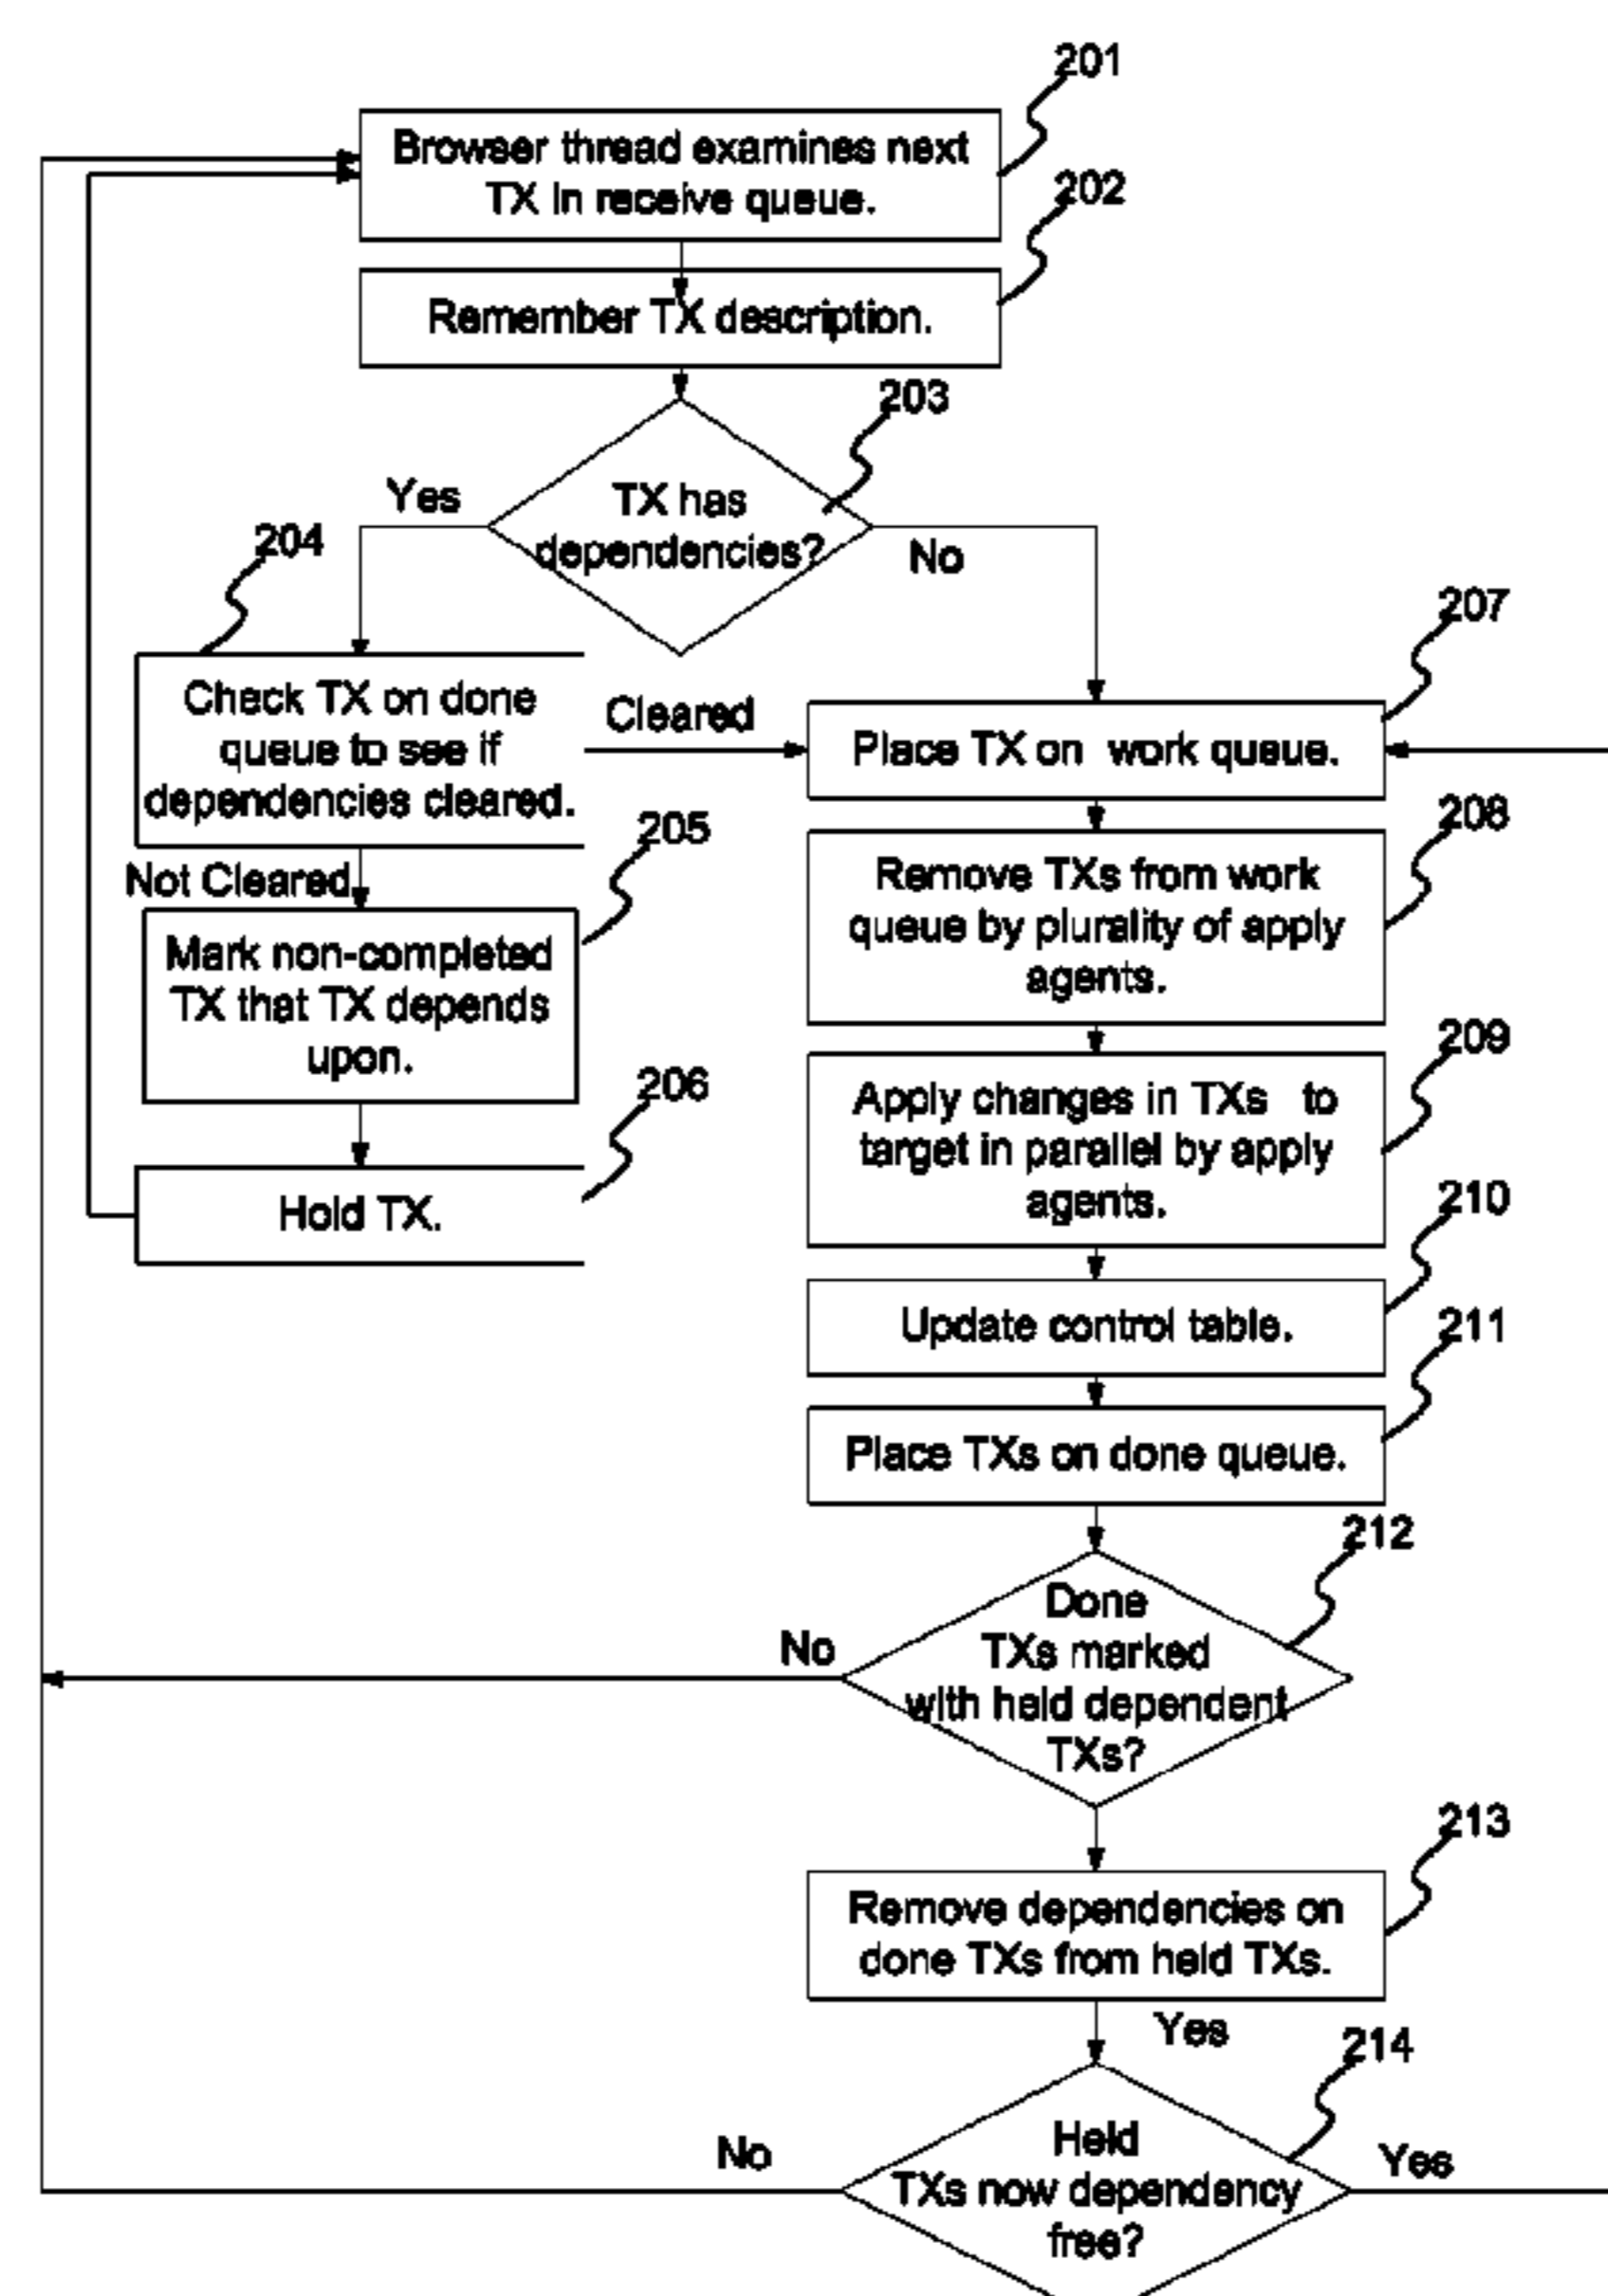 201
Browser thread examines next
TX in receive queue.
202
Remember TX description.
203
TX has
dependencies?
Yes
No
204
Check TX on done
queue to see if
dependencies cleared.
Cleared
207
Place TX on work queue.
Not Cleared
205
Mark non-completed
TX that TX depends
upon.
208
Remove TXs from work
queue by plurality of apply
agents.
206
Hold TX.
209
Apply changes in TXs to
target in parallel by apply
agents.
210
Update control table.
211
Place TXs on done queue.
212
Done
TXs marked
with held dependent
TXs?
No
213
Remove dependencies on
done TXs from held TXs.
Yes
214
Held
TXs now dependency
free?
No
Yes